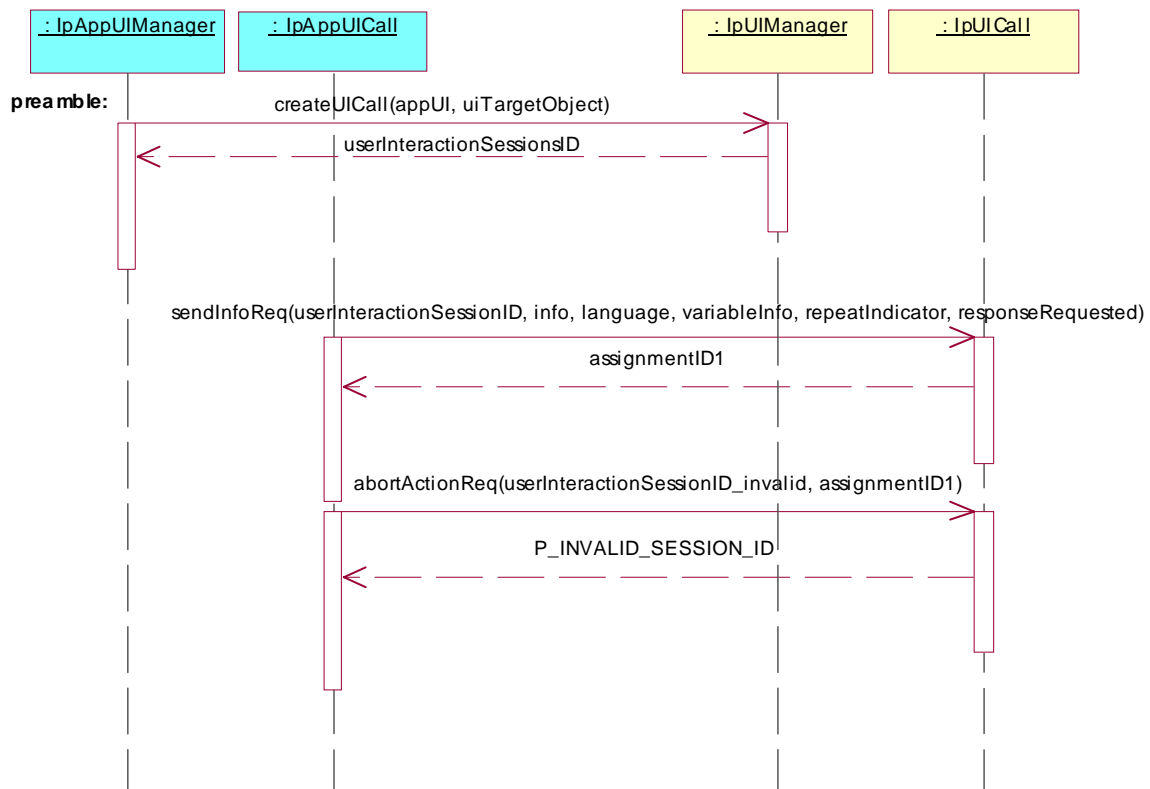 : IpAppUIManager
: IpAppUICall
: IpUIManager
: IpUICall
preamble:
createUICall(appUI, uiTargetObject)
userInteractionSessionsID
sendInfoReq(userInteractionSessionID, info, language, variableInfo, repeatIndicator, responseRequested)
assignmentID1
abortActionReq(userInteractionSessionID_invalid, assignmentID1)
P_INVALID_SESSION_ID